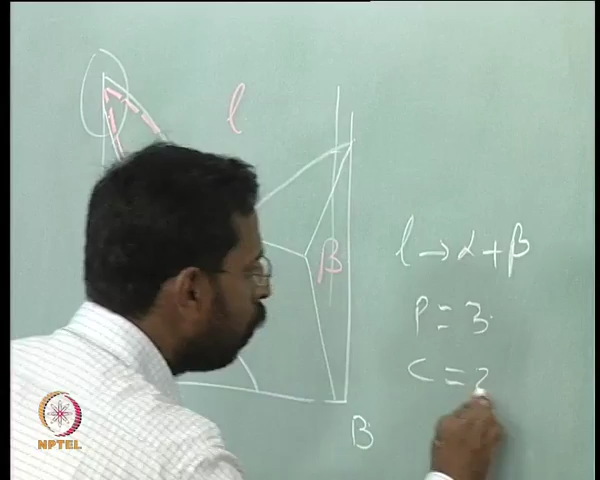 l
β
l → α + β
P = 3
C = 2
B
NPTEL